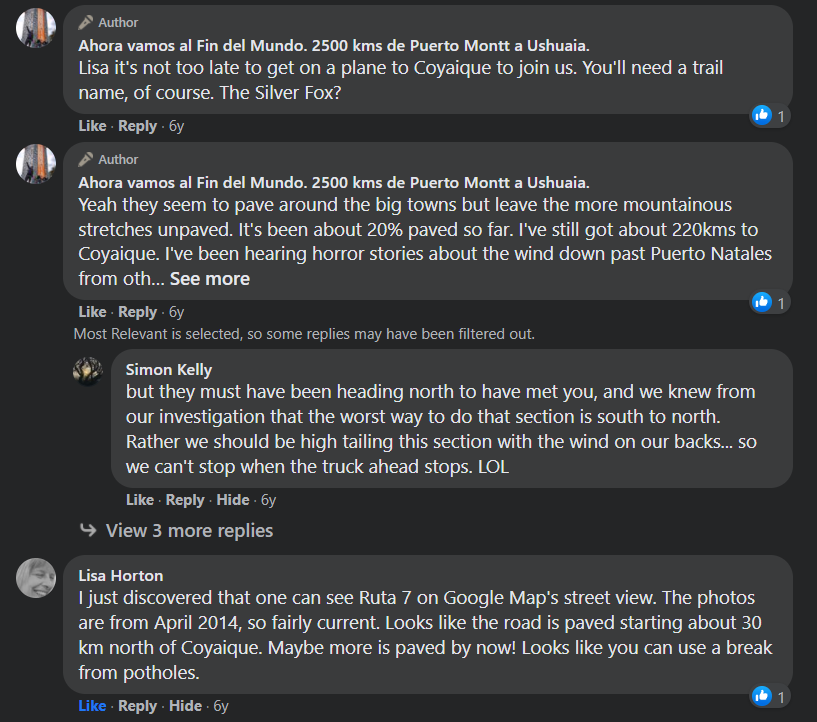 Author
Ahora vamos al Fin del Mundo. 2500 kms de Puerto Montt a Ushuaia.
Lisa it's not too late to get on a plane to Coyaique to join us. You'll need a trail
name, of course. The Silver Fox?
Like · Reply · 6y
1
Author
Ahora vamos al Fin del Mundo. 2500 kms de Puerto Montt a Ushuaia.
Yeah they seem to pave around the big towns but leave the more mountainous
stretches unpaved. It's been about 20% paved so far. I've still got about 220kms to
Coyaique. I've been hearing horror stories about the wind down past Puerto Natales
from oth... See more
1
Like · Reply · 6y
Most Relevant is selected, so some replies may have been filtered out.
Simon Kelly
but they must have been heading north to have met you, and we knew from
our investigation that the worst way to do that section is south to north.
Rather we should be high tailing this section with the wind on our backs... so
we can't stop when the truck ahead stops. LOL
Like · Reply · Hide · 6y
View 3 more replies
Lisa Horton
I just discovered that one can see Ruta 7 on Google Map's street view. The photos
are from April 2014, so fairly current. Looks like the road is paved starting about 30
km north of Coyaique. Maybe more is paved by now! Looks like you can use a break
from potholes.
1
Like · Reply · Hide · 6y